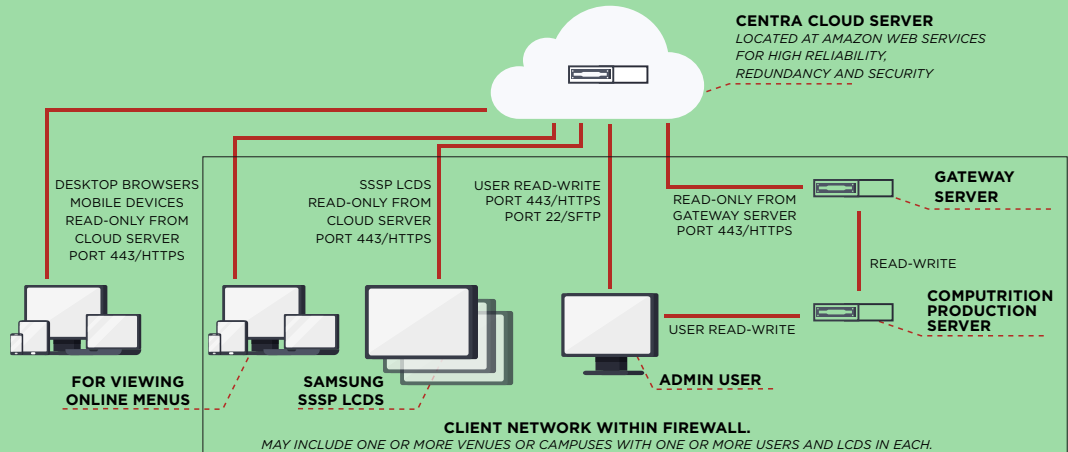 CENTRA CLOUD SERVER
LOCATED AT AMAZON WEB SERVICES
FOR HIGH RELIABILITY,
REDUNDANCY AND SECURITY
DESKTOP BROWSERS
MOBILE DEVICES
READ-ONLY FROM
CLOUD SERVER
PORT 443/HTTPS
SSSP LCDS
READ-ONLY FROM
CLOUD SERVER
PORT 443/HTTPS
USER READ-WRITE
PORT 443/HTTPS
PORT 22/SFTP
READ-ONLY FROM
GATEWAY SERVER
PORT 443/HTTPS
GATEWAY
SERVER
READ-WRITE
COMPUTRITION
PRODUCTION
SERVER
USER READ-WRITE
FOR VIEWING
ONLINE MENUS
SAMSUNG
SSSP LCDS
ADMIN USER
CLIENT NETWORK WITHIN FIREWALL.
MAY INCLUDE ONE OR MORE VENUES OR CAMPUSES WITH ONE OR MORE USERS AND LCDS IN EACH.